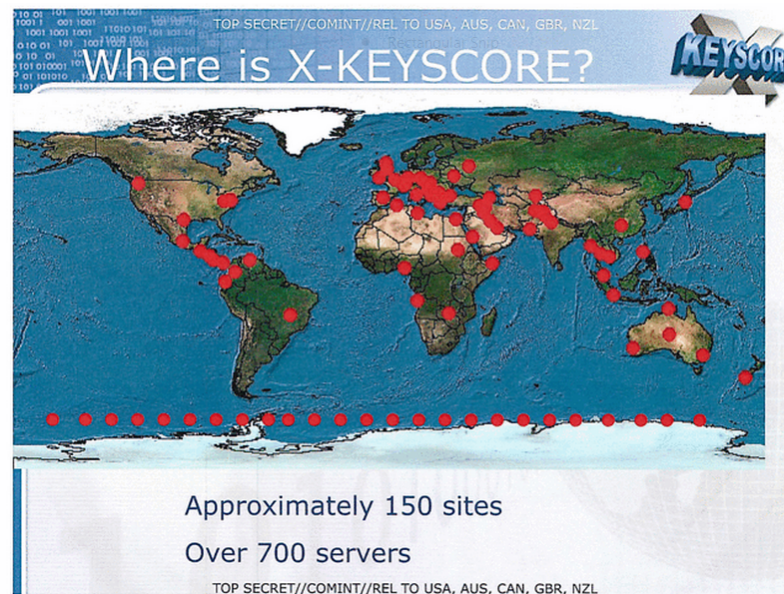 TOP SECRET//COMINT//REL TO USA, AUS, CAN, GBR, NZL
Where is X-KEYSCORE?
X
KEYSCORE
Approximately 150 sites
Over 700 servers
TOP SECRET//COMINT//REL TO USA, AUS, CAN, GBR, NZL